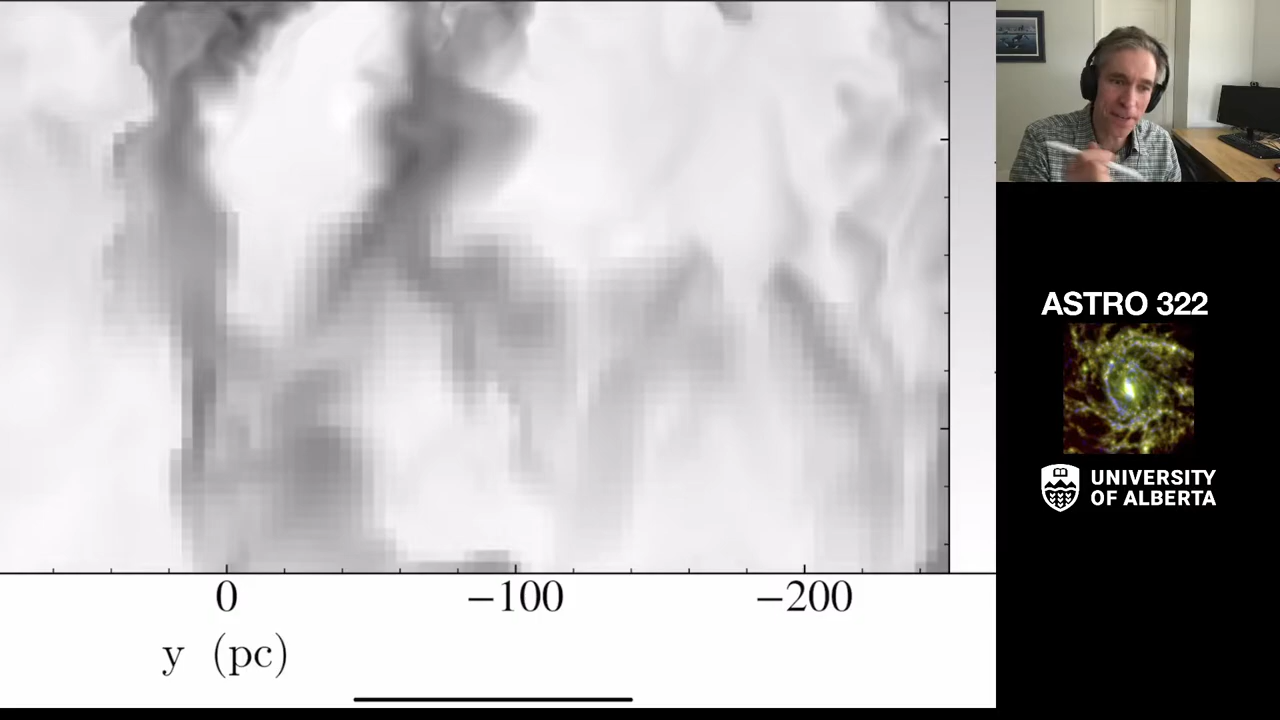 0 −100 −200
y (pc)
ASTRO 322
UNIVERSITY
OF ALBERTA